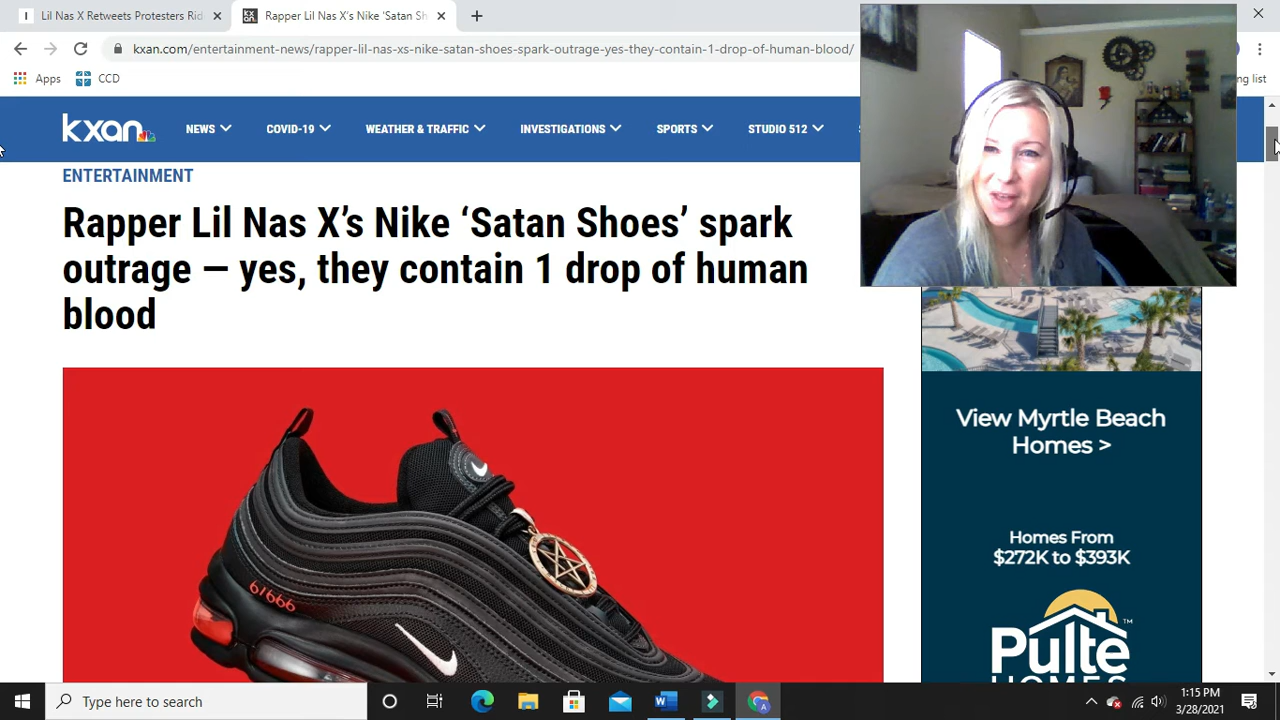 Lil Nas X Retweets Protesters Rid
Rapper Lil Nas X's Nike 'Satan Sh
kxan.com/entertainment-news/rapper-lil-nas-xs-nike-satan-shoes-spark-outrage-yes-they-contain-1-drop-of-human-blood/
Apps
CCD
ng list
kxan
NEWS
COVID-19
WEATHER & TRAFFIC
INVESTIGATIONS
SPORTS
STUDIO 512
ENTERTAINMENT
Rapper Lil Nas X’s Nike ‘Satan Shoes’ spark
outrage — yes, they contain 1 drop of human
blood
6/666
View Myrtle Beach
Homes >
Homes From
$272K to $393K
Pulte
HOMES
Type here to search
1:15 PM
3/28/2021